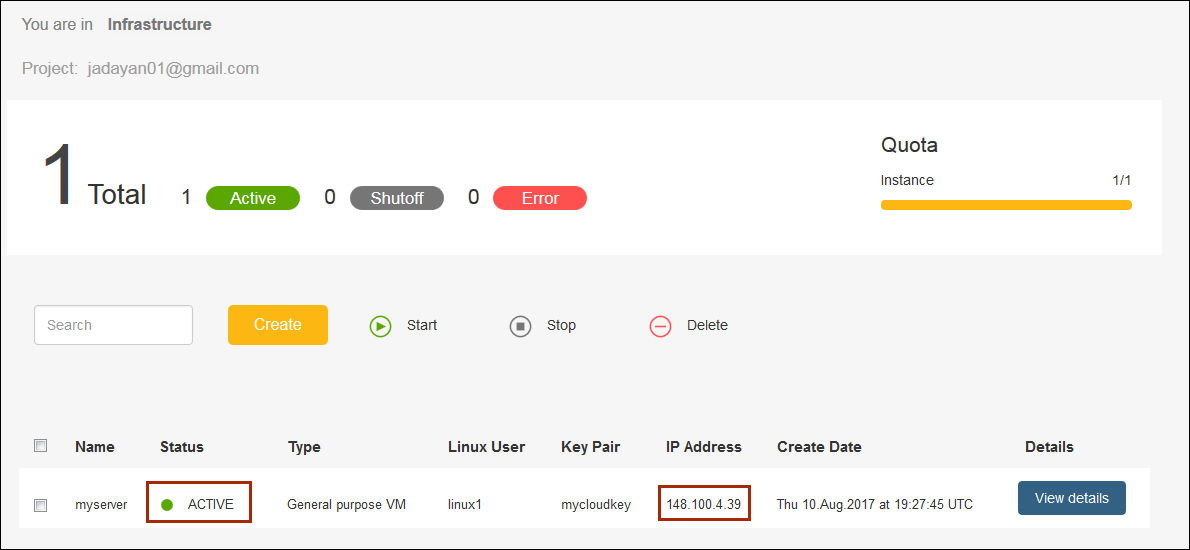 You are in Infrastructure
Project: jadayan01@gmail.com
1 Total 1 Active 0 Shutoff 0 Error
Quota
Instance 1/1
Search Create Start Stop Delete
Name Status Type Linux User Key Pair IP Address Create Date Details
myserver ACTIVE General purpose VM linux1 mycloudkey 148.100.4.39 Thu 10.Aug.2017 at 19:27:45 UTC View details